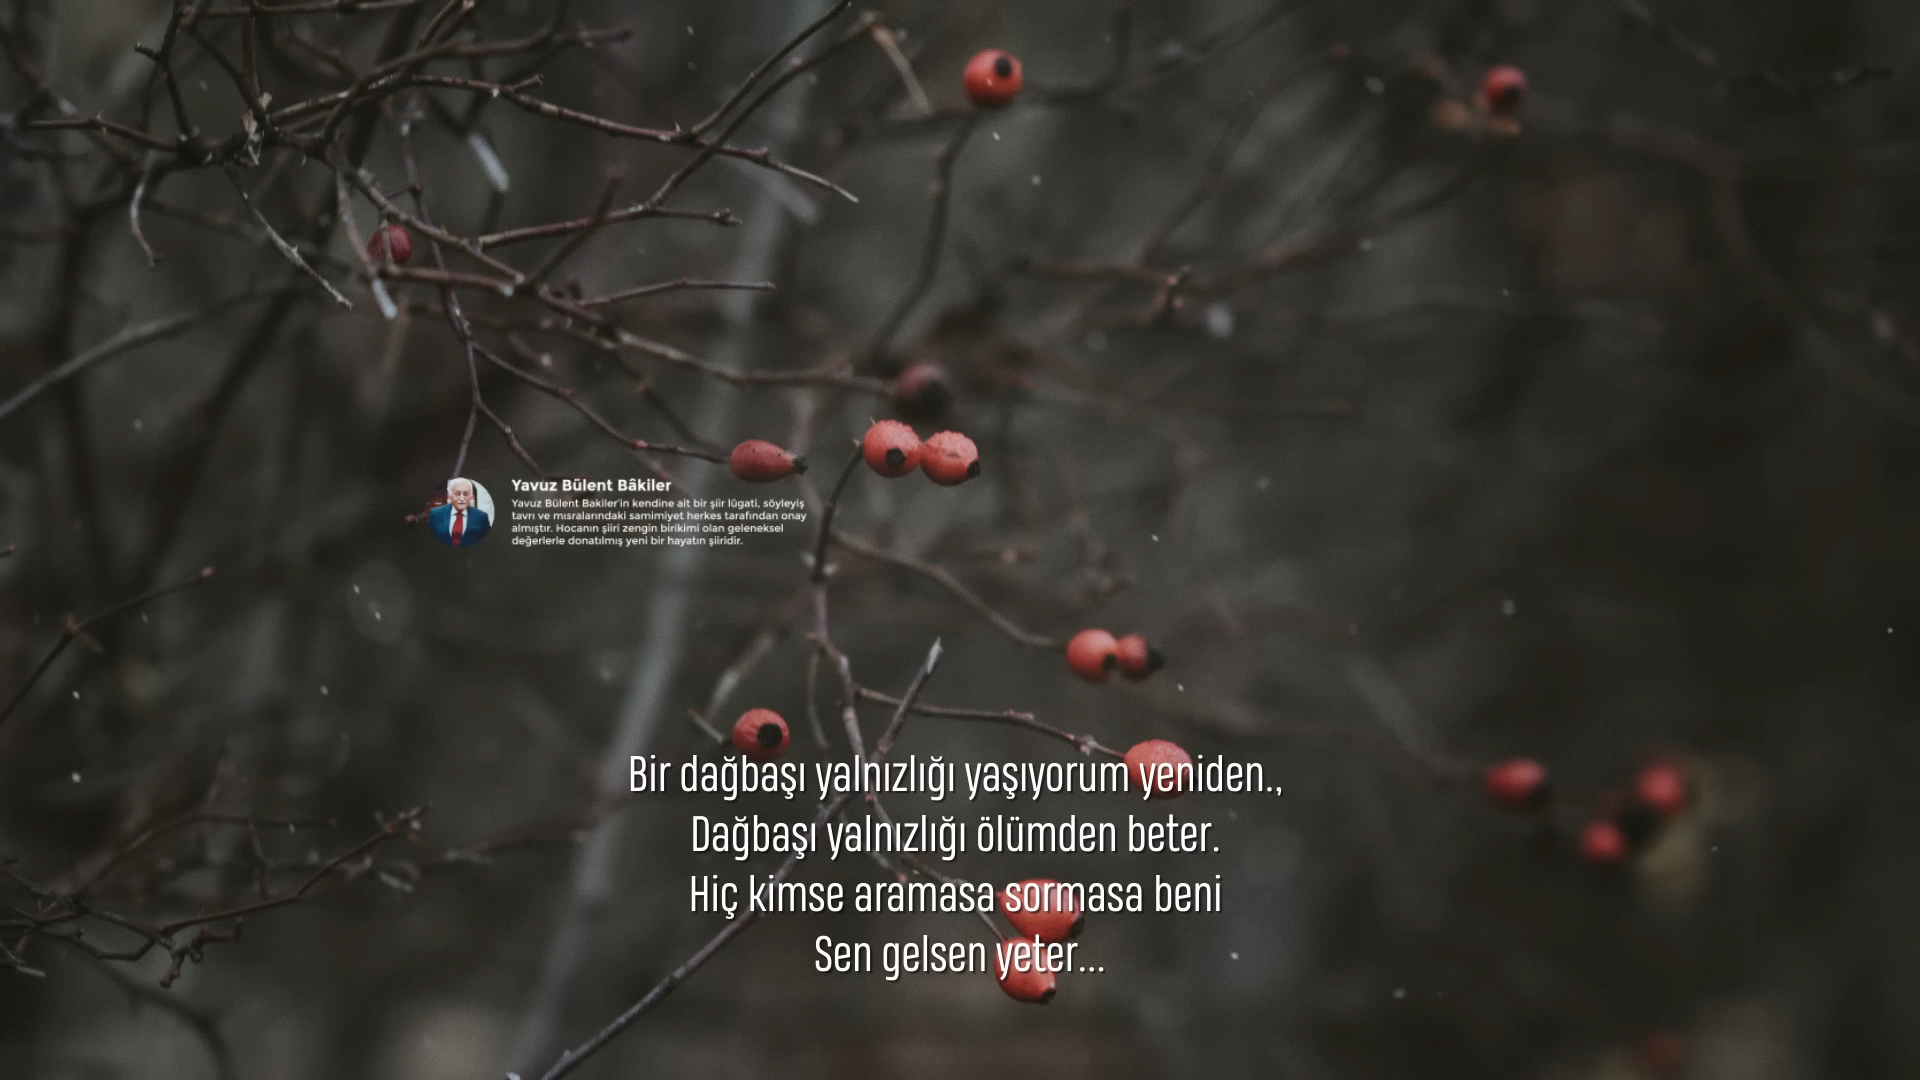 Yavuz Bülent Bâkiler
Yavuz Bülent Bakiler'in kendine ait bir şiir lügati, söyleyiş
tavrı ve mısralarındaki samimiyet herkes tarafından onay
almıştır. Hocanın şiiri zengin birikimi olan geleneksel
değerlerle donatılmış yeni bir hayatın şiiridir.
Bir dağbaşı yalnızlığı yaşıyorum yeniden.,
Dağbaşı yalnızlığı ölümden beter.
Hiç kimse aramasa sormasa beni
Sen gelsen yeter...